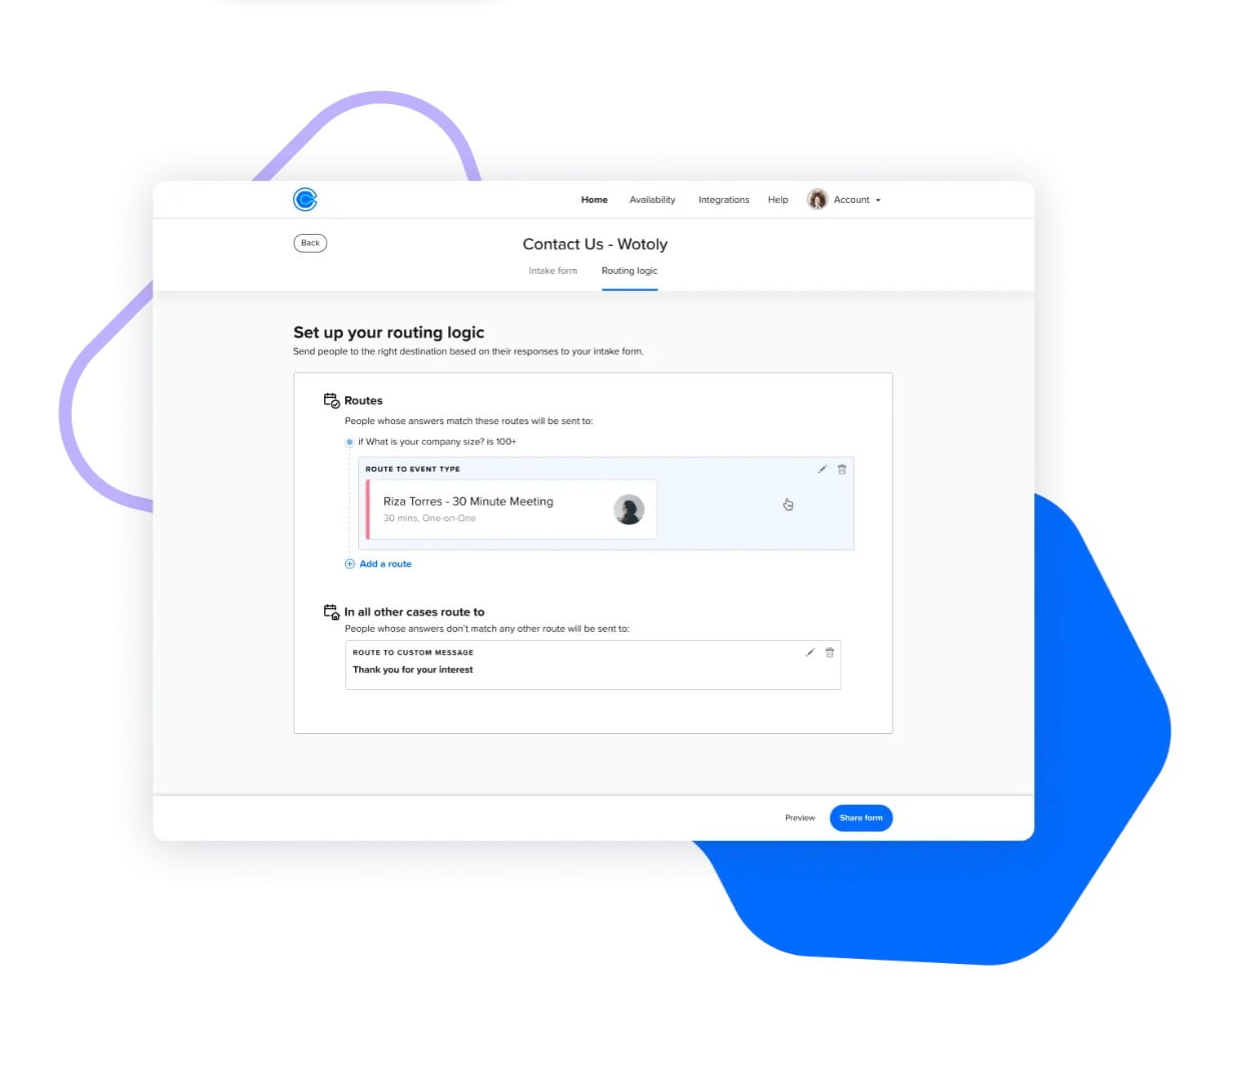 Home Availability Integrations Help Account
Back
Contact Us - Wotoly
Intake form Routing logic
Set up your routing logic
Send people to the right destination based on their responses to your intake form.
Routes
People whose answers match these routes will be sent to:
if What is your company size? is 100+
ROUTE TO EVENT TYPE
Riza Torres - 30 Minute Meeting
30 mins, One-on-One
Add a route
In all other cases route to
People whose answers don't match any other route will be sent to:
ROUTE TO CUSTOM MESSAGE
Thank you for your interest
Preview Share form